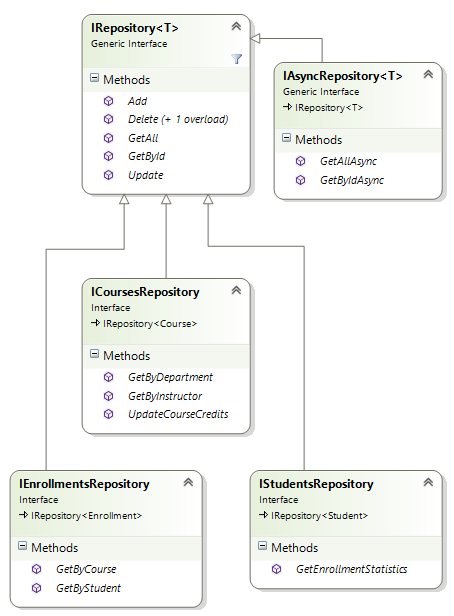 IRepository<T>
Generic Interface
Methods
Add
Delete (+ 1 overload)
GetAll
GetById
Update
IAsyncRepository<T>
Generic Interface
IRepository<T>
Methods
GetAllAsync
GetByIdAsync
ICoursesRepository
Interface
IRepository<Course>
Methods
GetByDepartment
GetByInstructor
UpdateCourseCredits
IEnrollmentsRepository
Interface
IRepository<Enrollment>
Methods
GetByCourse
GetByStudent
IStudentsRepository
Interface
IRepository<Student>
Methods
GetEnrollmentStatistics